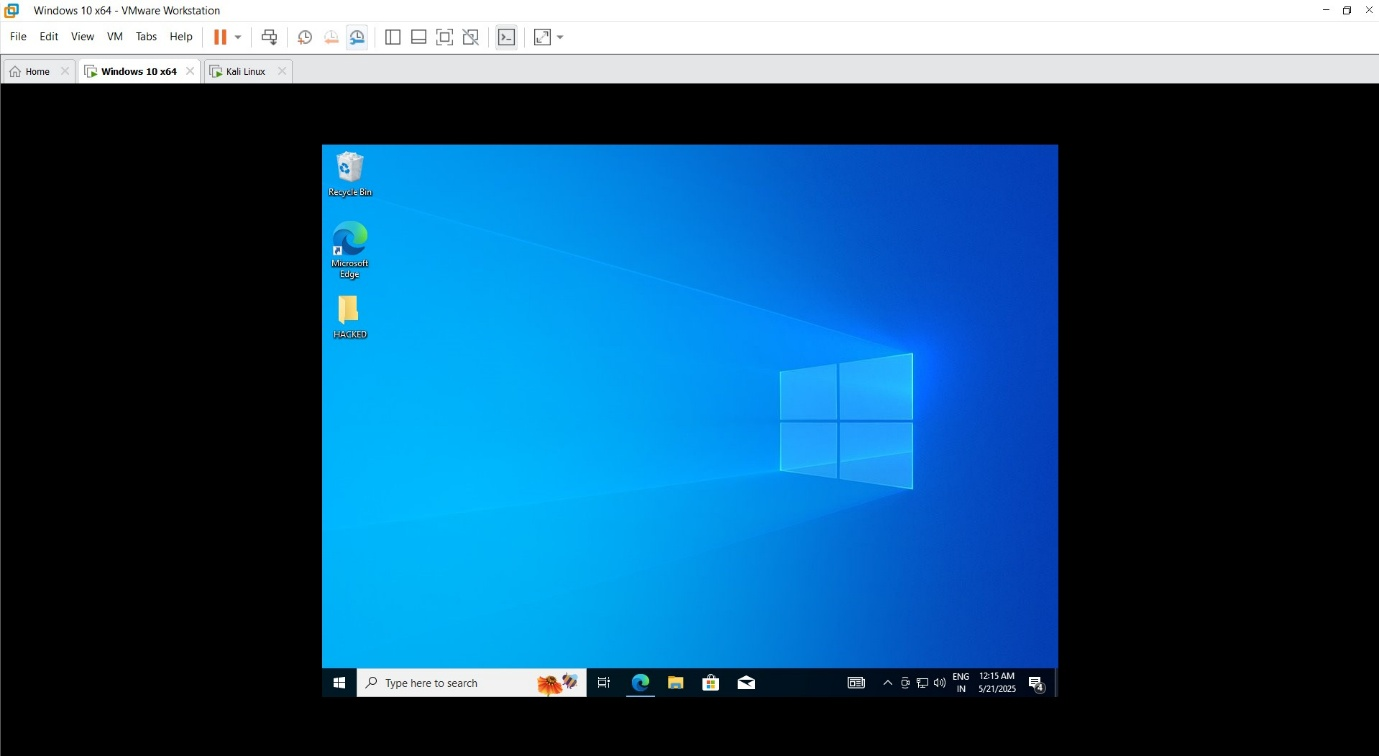 Windows 10 x64 - VMware Workstation
File Edit View VM Tabs Help
Home Windows 10 x64 Kali Linux
Recycle Bin
Microsoft
Edge
HACKED
Type here to search
ENG 12:15 AM
IN 5/21/2025 4